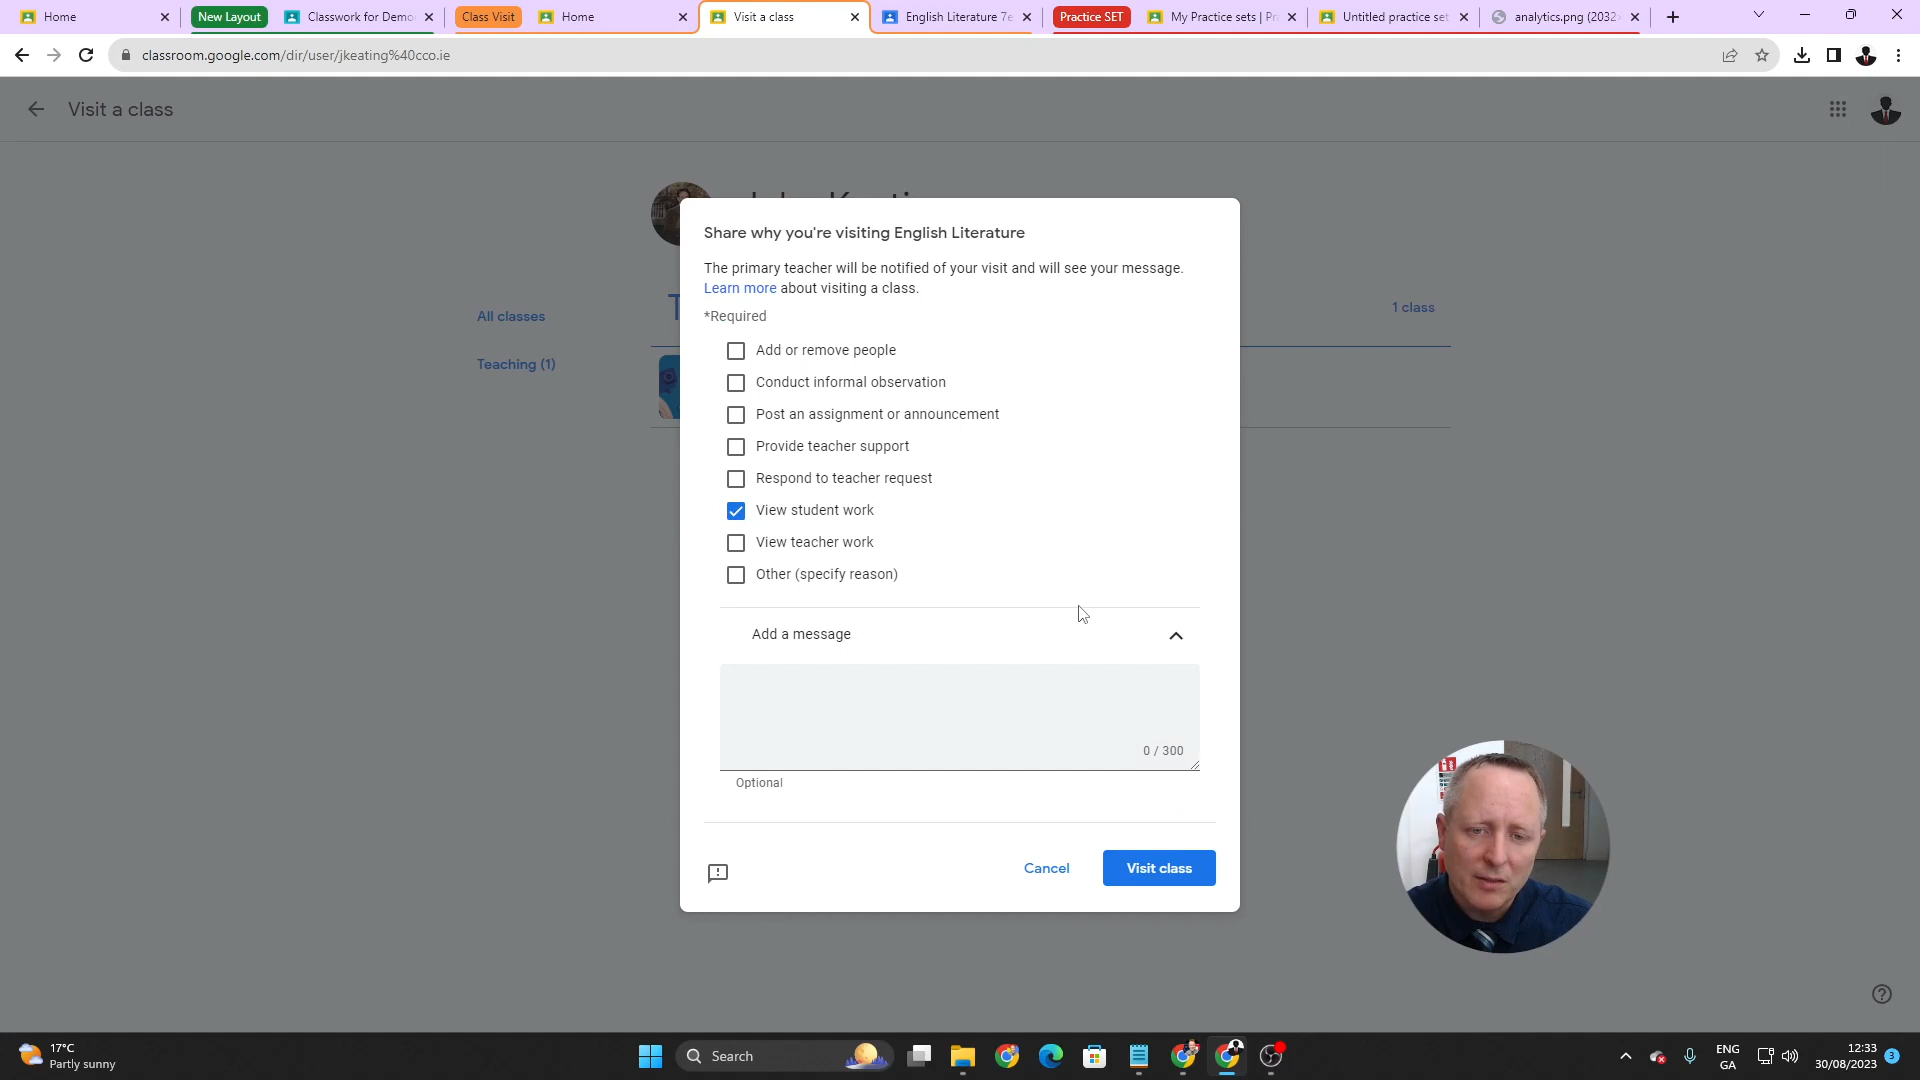 Home
New Layout
Classwork for Demo
Class Visit
Home
Visit a class
English Literature 7e
Practice SET
My Practice sets | Pr
Untitled practice set
analytics.png (2032
classroom.google.com/dir/user/jkeating%40cco.ie
Visit a class
All classes
Teaching (1)
1 class
Share why you're visiting English Literature
The primary teacher will be notified of your visit and will see your message.
Learn more about visiting a class.
*Required
Add or remove people
Conduct informal observation
Post an assignment or announcement
Provide teacher support
Respond to teacher request
View student work
View teacher work
Other (specify reason)
Add a message
0 / 300
Optional
Cancel
Visit class
17°C
Partly sunny
Search
ENG
GA
12:33
30/08/2023
3